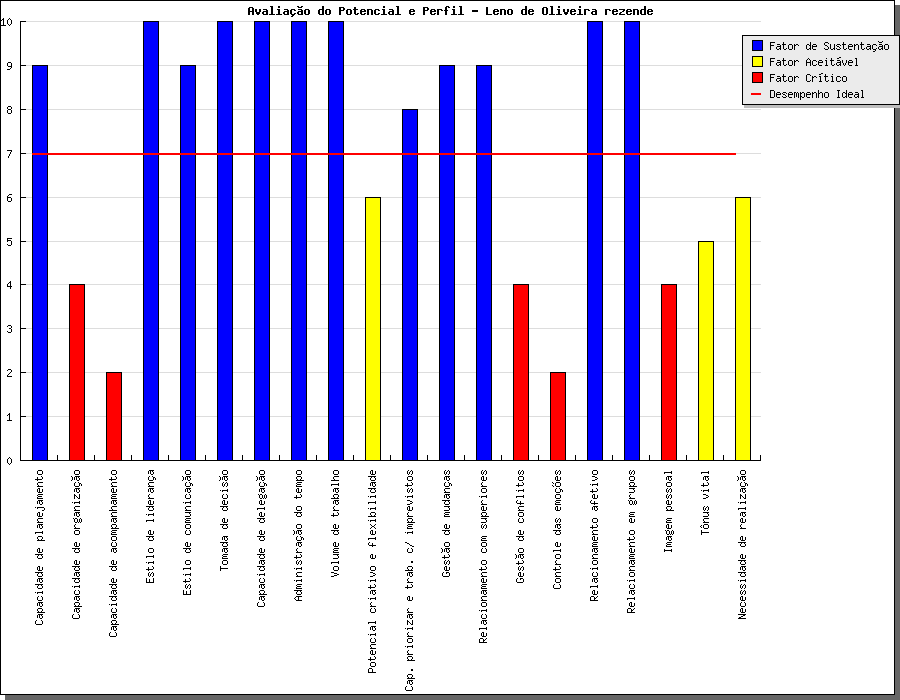 Avaliação do Potencial e Perfil - Leno de Oliveira rezende
Fator de Sustentação
Fator Aceitável
Fator Crítico
Desempenho Ideal
10
9
8
7
6
5
4
3
2
1
0
Capacidade de planejamento
Capacidade de organização
Capacidade de acompanhamento
Estilo de liderança
Estilo de comunicação
Tomada de decisão
Capacidade de delegação
Administração do tempo
Volume de trabalho
Potencial criativo e flexibilidade
Cap. priorizar e trab. c/ imprevistos
Gestão de mudanças
Relacionamento com superiores
Gestão de conflitos
Controle das emoções
Relacionamento afetivo
Relacionamento em grupos
Imagem pessoal
Tônus vital
Necessidade de realização